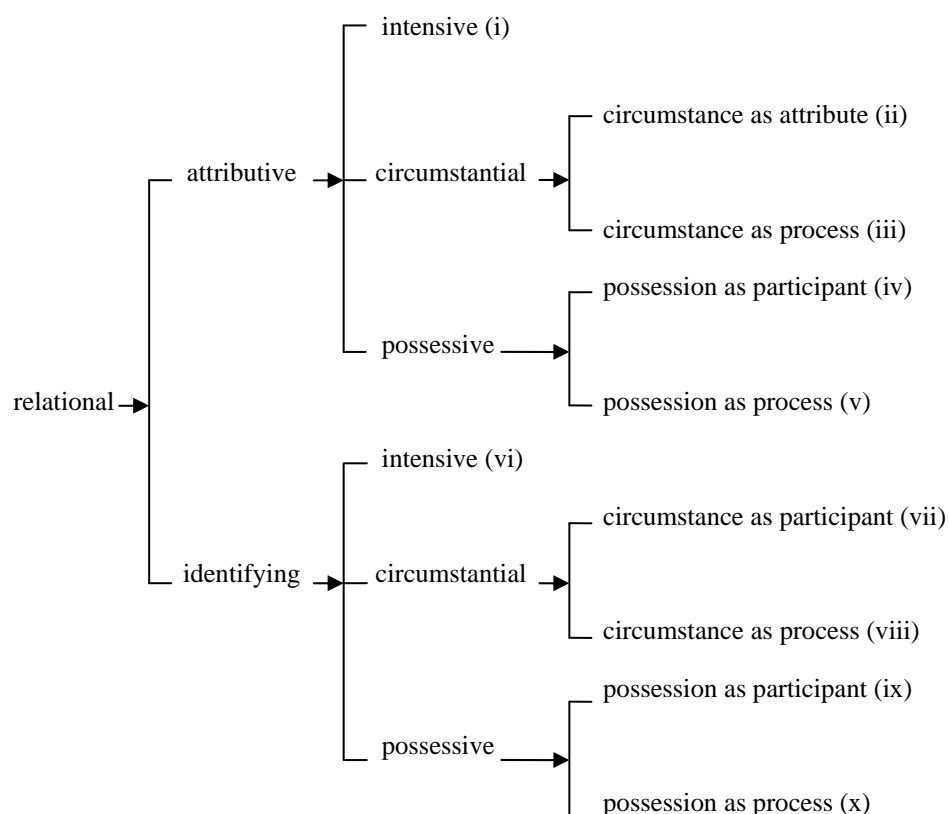 intensive (i)
circumstance as attribute (ii)
attributive
circumstantial
circumstance as process (iii)
possession as participant (iv)
possessive
relational
possession as process (v)
intensive (vi)
circumstance as participant (vii)
identifying
circumstantial
circumstance as process (viii)
possession as participant (ix)
possessive
possession as process (x)